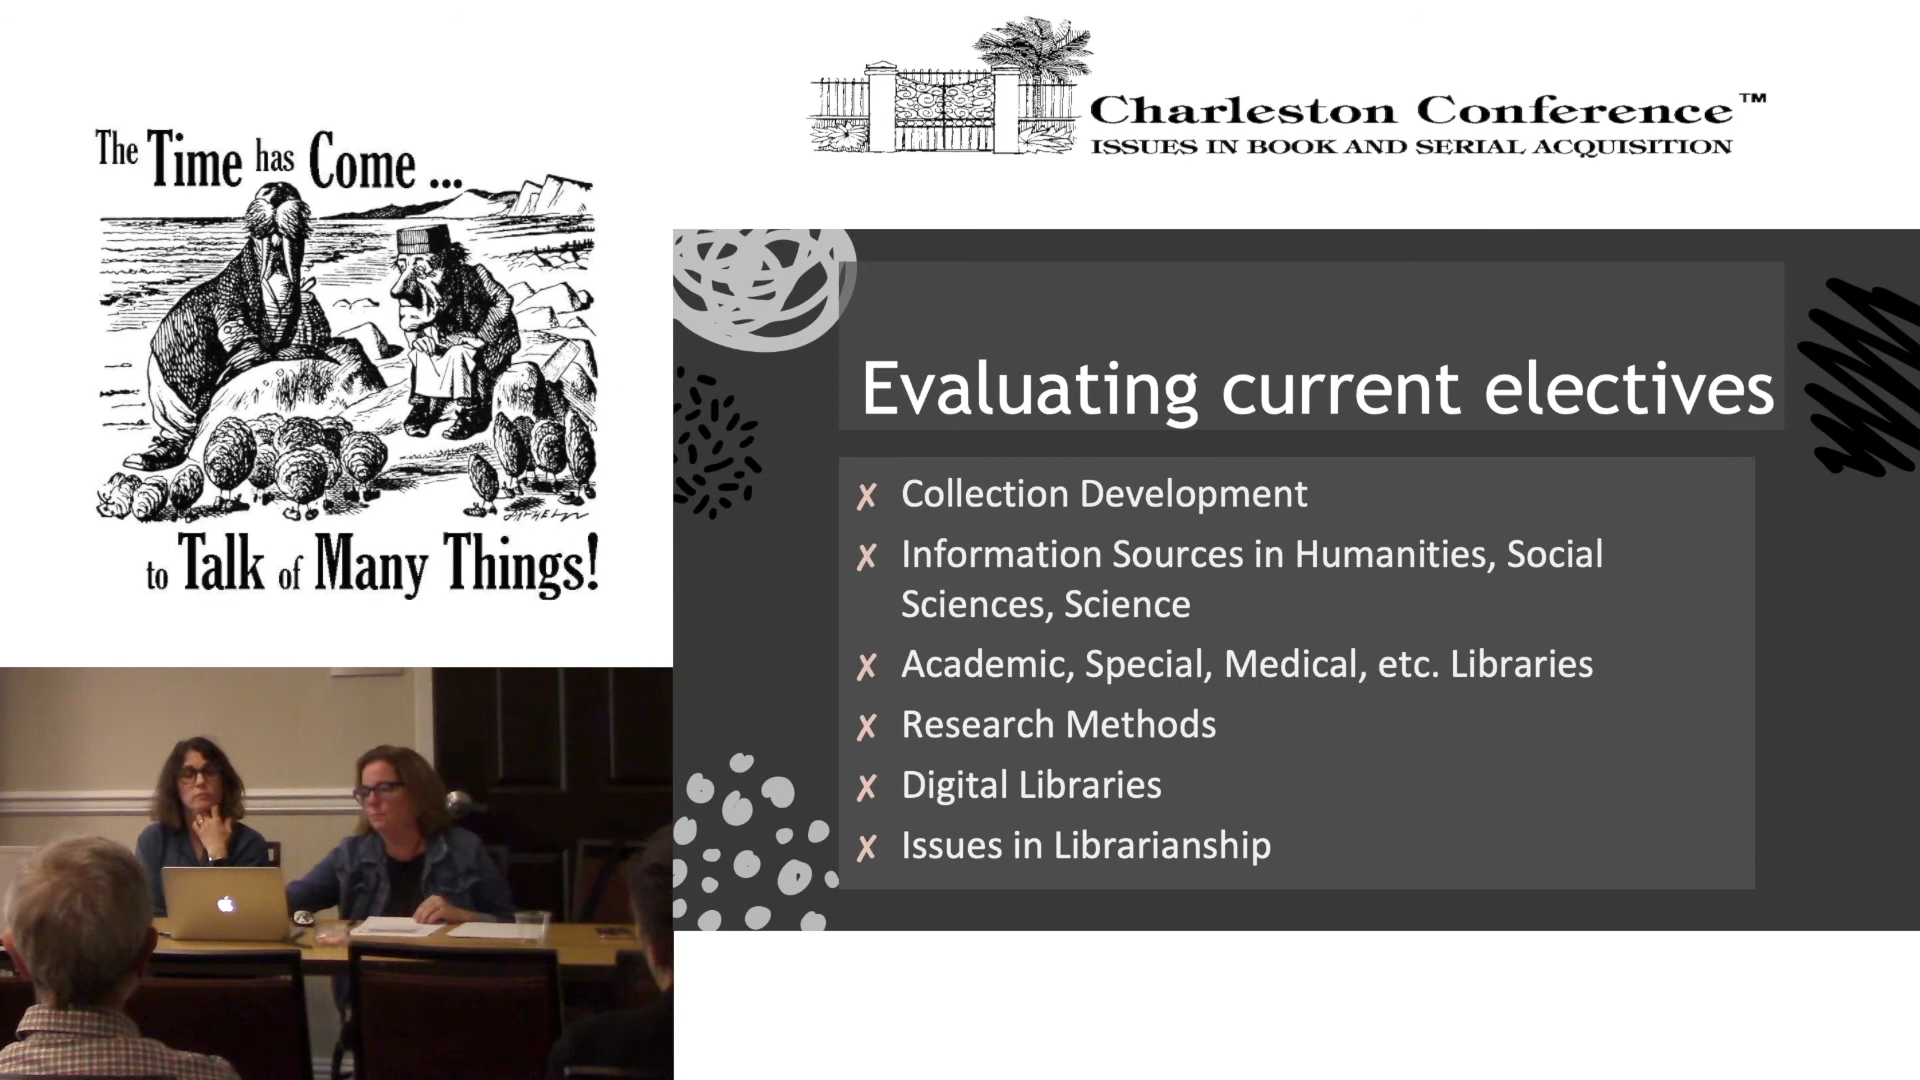 The Time has Come ...
to Talk of Many Things!
Charleston Conference™
ISSUES IN BOOK AND SERIAL ACQUISITION
Evaluating current electives
✗ Collection Development
✗ Information Sources in Humanities, Social
Sciences, Science
✗ Academic, Special, Medical, etc. Libraries
✗ Research Methods
✗ Digital Libraries
✗ Issues in Librarianship